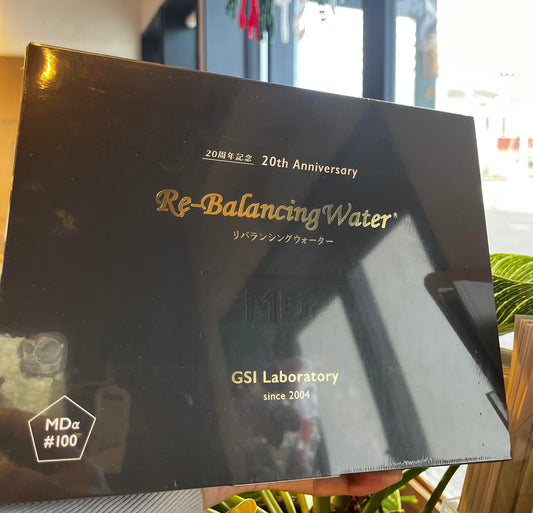 20周年記念 20th Anniversary
Re-BalancingWater®
リバランシングウォーター
MDα
GSI Laboratory
since 2004
MDα
#100